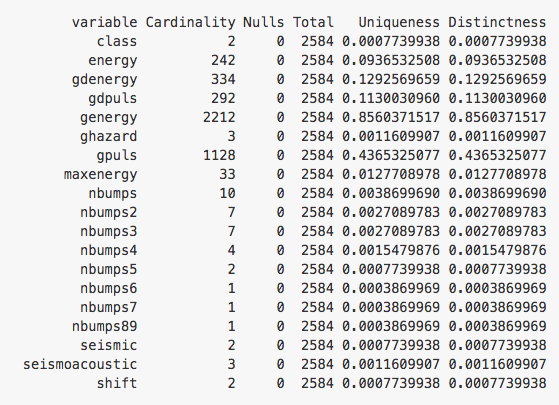 variable Cardinality Nulls Total Uniqueness Distinctness
class 2 0 2584 0.0007739938 0.0007739938
energy 242 0 2584 0.0936532508 0.0936532508
gdenergy 334 0 2584 0.1292569659 0.1292569659
gdpuls 292 0 2584 0.1130030960 0.1130030960
genergy 2212 0 2584 0.8560371517 0.8560371517
ghazard 3 0 2584 0.0011609907 0.0011609907
gpuls 1128 0 2584 0.4365325077 0.4365325077
maxenergy 33 0 2584 0.0127708978 0.0127708978
nbumps 10 0 2584 0.0038699690 0.0038699690
nbumps2 7 0 2584 0.0027089783 0.0027089783
nbumps3 7 0 2584 0.0027089783 0.0027089783
nbumps4 4 0 2584 0.0015479876 0.0015479876
nbumps5 2 0 2584 0.0007739938 0.0007739938
nbumps6 1 0 2584 0.0003869969 0.0003869969
nbumps7 1 0 2584 0.0003869969 0.0003869969
nbumps89 1 0 2584 0.0003869969 0.0003869969
seismic 2 0 2584 0.0007739938 0.0007739938
seismoacoustic 3 0 2584 0.0011609907 0.0011609907
shift 2 0 2584 0.0007739938 0.0007739938